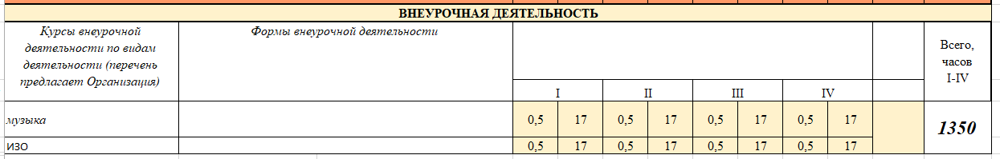 ВНЕУРОЧНАЯ ДЕЯТЕЛЬНОСТЬ
Курсы внеурочной
деятельности по видам
деятельности (перечень
предлагает Организация)
Формы внеурочной деятельности
Всего,
часов
I-IV
I II III IV
музыка 0,5 17 0,5 17 0,5 17 0,5 17
1350
ИЗО 0,5 17 0,5 17 0,5 17 0,5 17